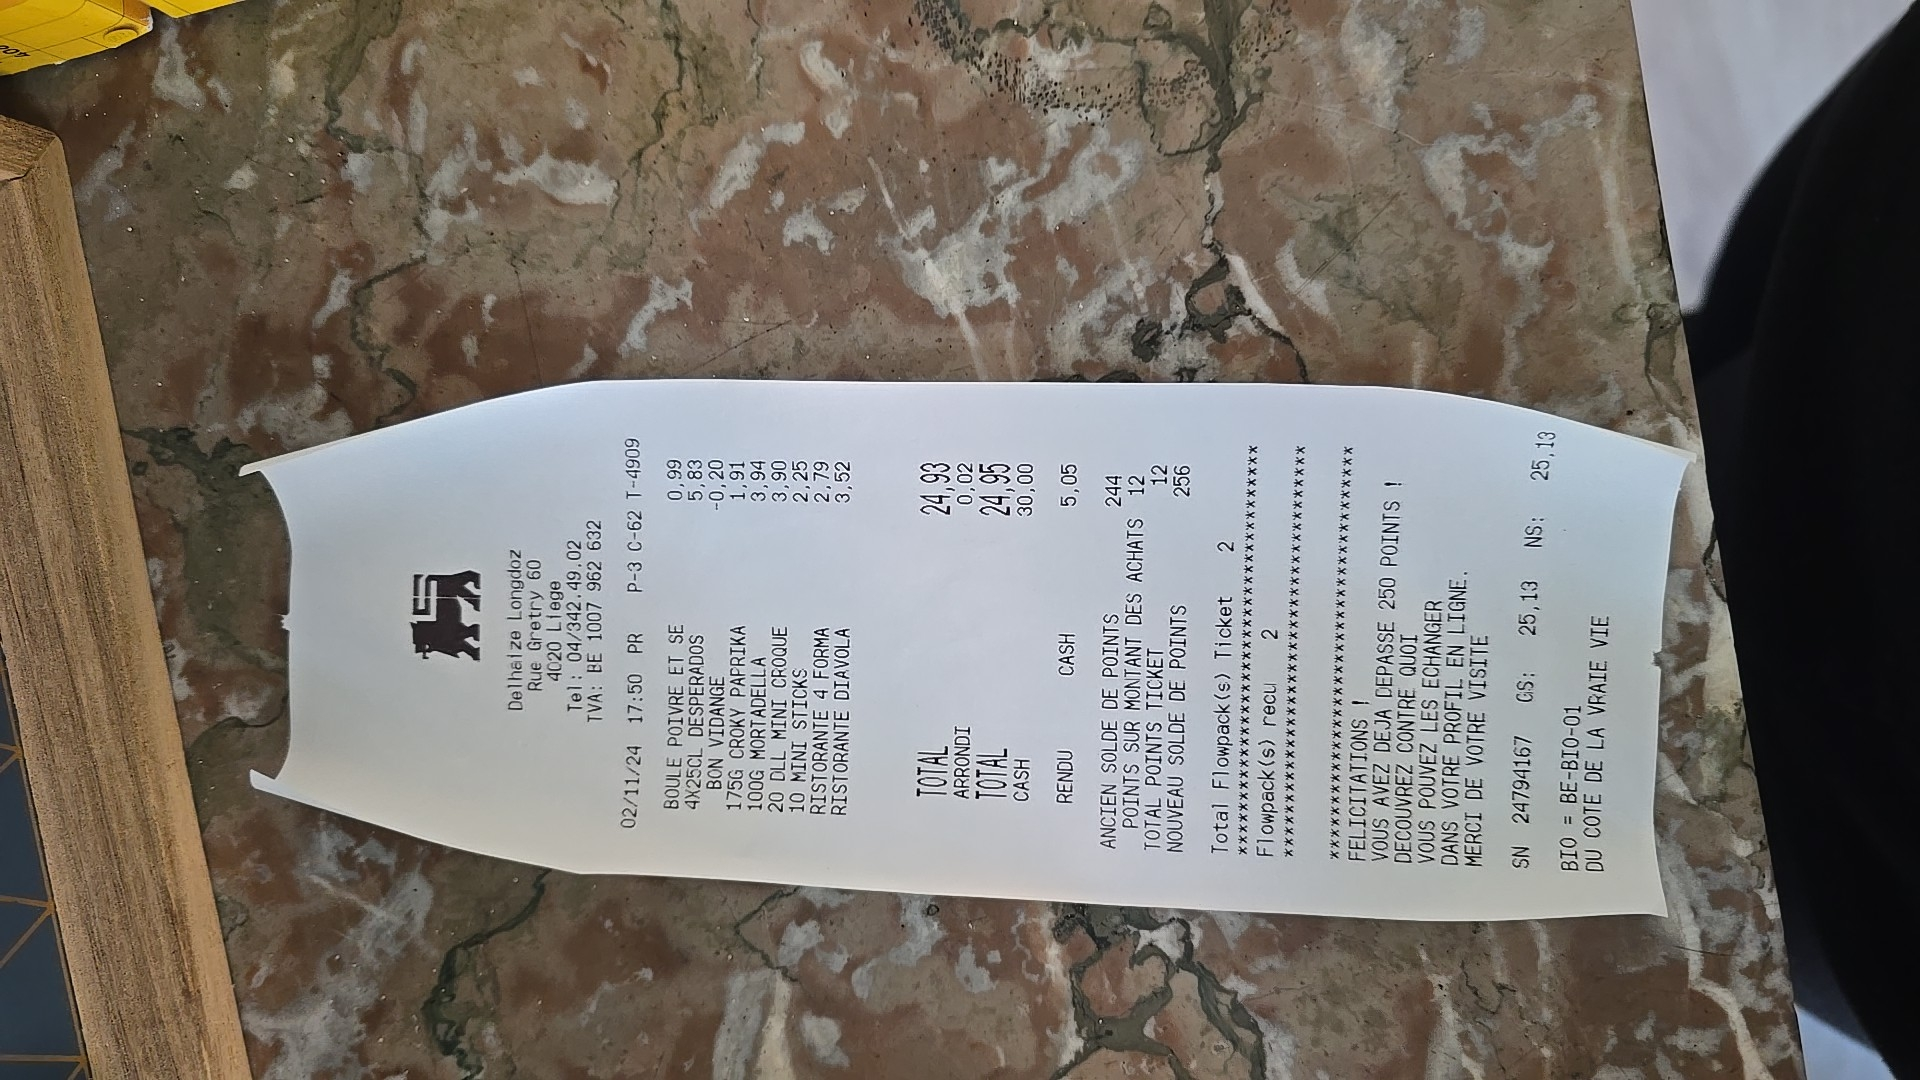 Delhaize Longdoz
Rue Gretry 60
4020 Liege
Tel: 04/342.49.02
TVA: BE 1007 962 632
02/11/24 17:50 PR P-3 C-62 T-4909
BOULE POIVRE ET SE 0,99
4X25CL DESPERADOS 5,83
BON VIDANGE -0,20
175G CROKY PAPRIKA 1,91
100G MORTADELLA 3,94
20 DLL MINI CROQUE 3,90
10 MINI STICKS 2,25
RISTORANTE 4 FORMA 2,79
RISTORANTE DIAVOLA 3,52
TOTAL 24,93
ARRONDI 0,02
TOTAL 24,95
CASH 30,00
RENDU CASH 5,05
ANCIEN SOLDE DE POINTS 244
POINTS SUR MONTANT DES ACHATS 12
TOTAL POINTS TICKET 12
NOUVEAU SOLDE DE POINTS 256
Total Flowpack(s) Ticket 2
******************************************
Flowpack(s) recu 2
******************************************
******************************************
FELICITATIONS !
VOUS AVEZ DEJA DEPASSE 250 POINTS !
DECOUVREZ CONTRE QUOI
VOUS POUVEZ LES ECHANGER
DANS VOTRE PROFIL EN LIGNE.
MERCI DE VOTRE VISITE
SN 24794167 GS: 25,13 NS: 25,13
BIO = BE-BIO-01
DU COTE DE LA VRAIE VIE